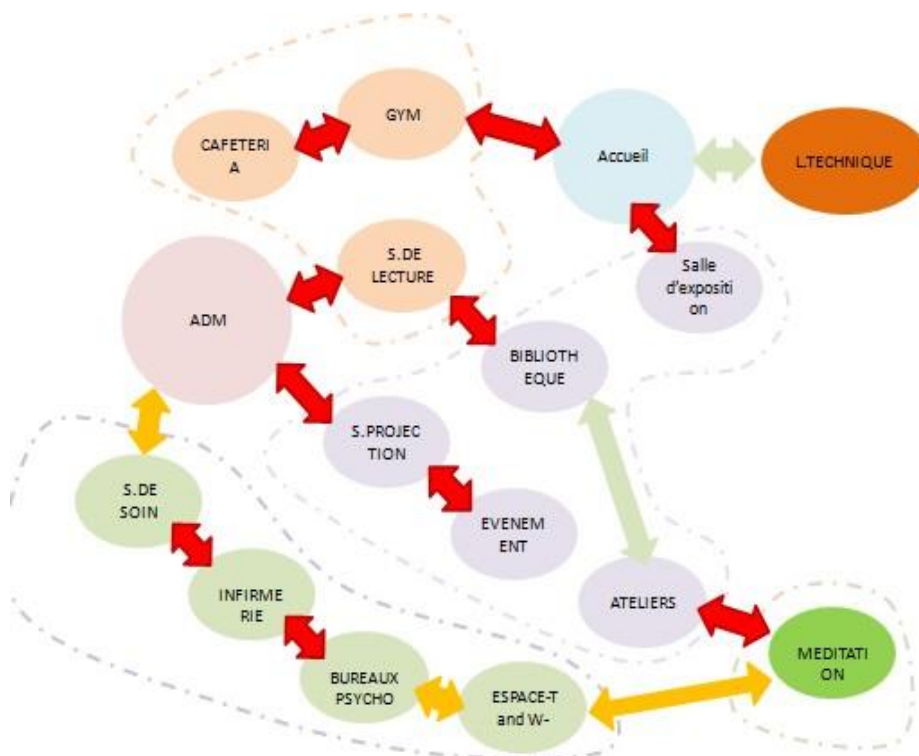 GYM
CAFETERI
A
Accueil
L.TECHNIQUE
S.DE
LECTURE
Salle
d'expositi
on
ADM
BIBLIOTH
EQUE
S.PROJEC
TION
S.DE
SOIN
EVENEM
ENT
INFIRME
RIE
ATELIERS
MEDITATI
ON
BUREAUX
PSYCHO
ESPACE-T
and W-